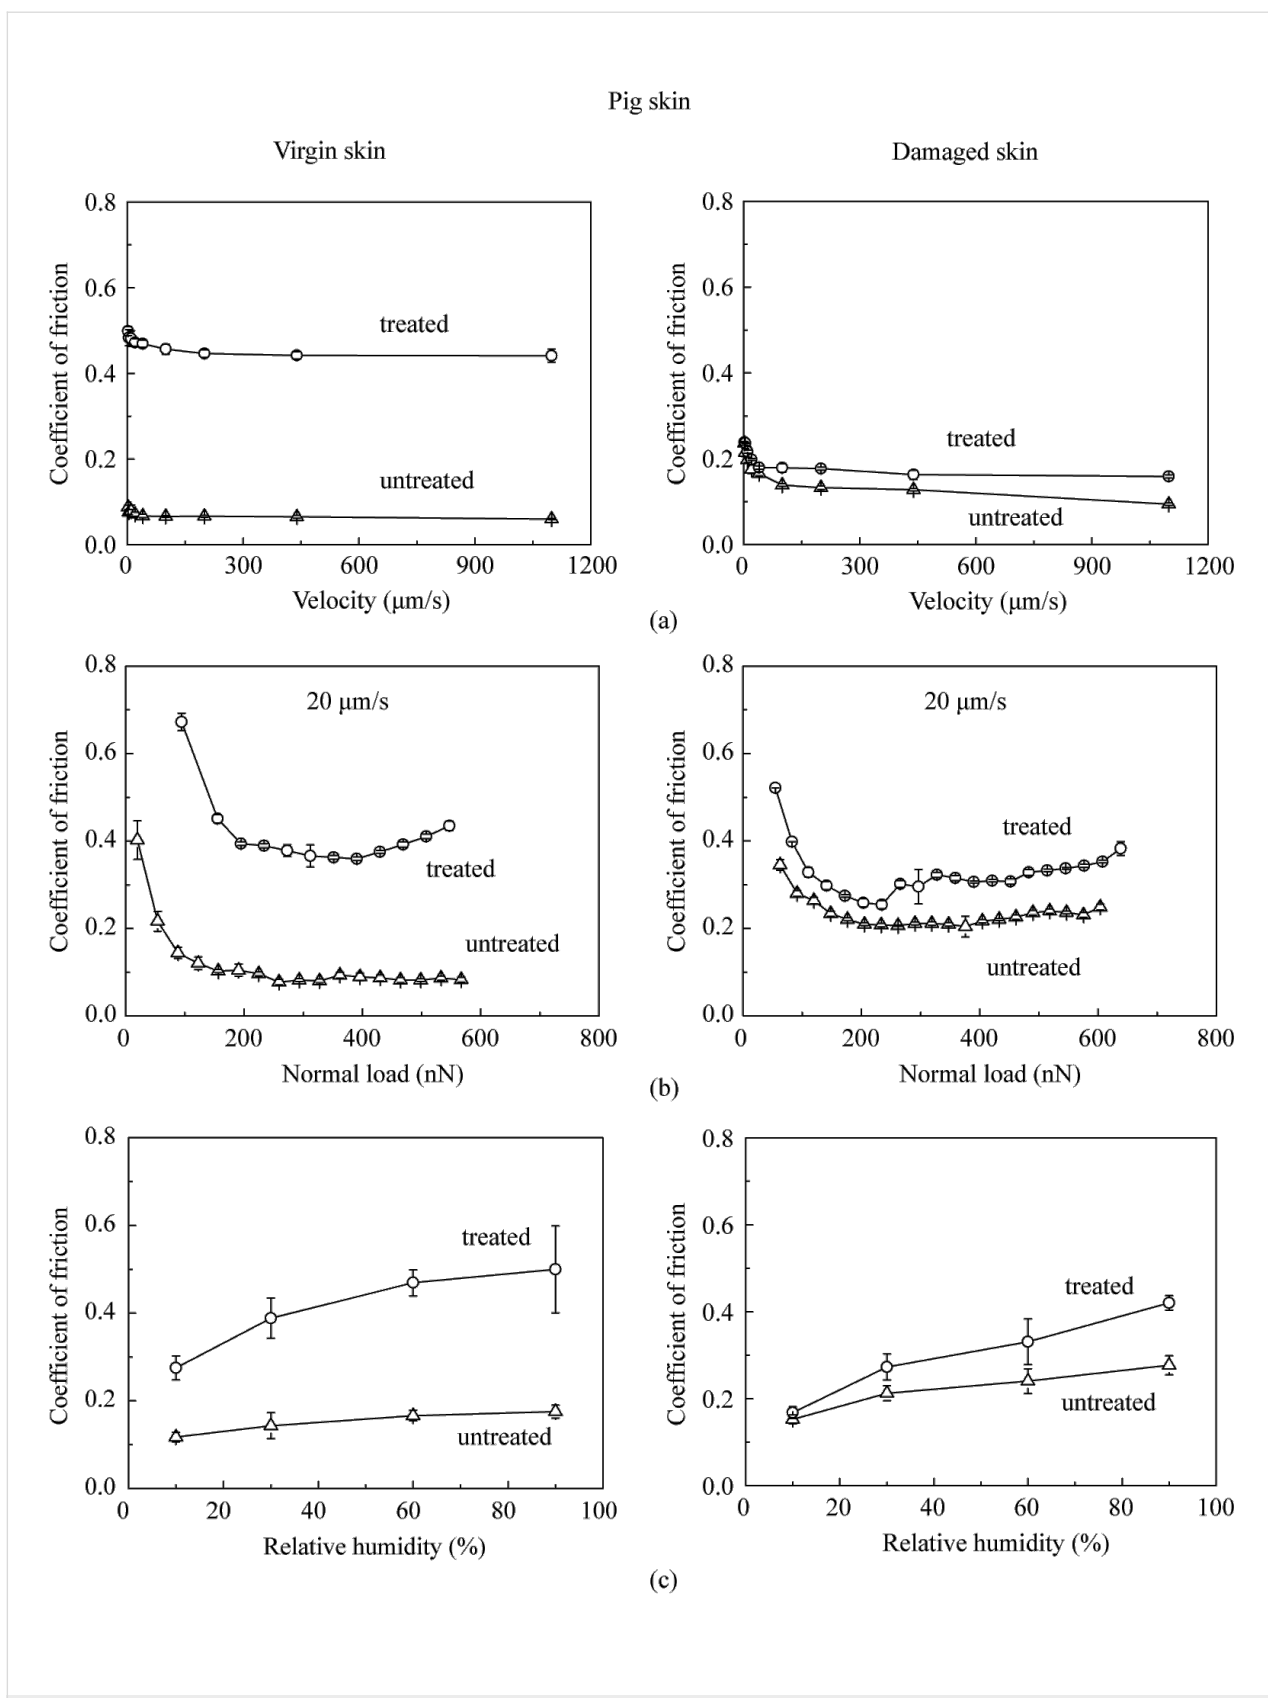 Pig skin
Virgin skin
Damaged skin
0.8
0.6
0.4
0.2
0.0
Coefficient of friction
treated
untreated
0 300 600 900 1200
Velocity (μm/s)
0.8
0.6
0.4
0.2
0.0
Coefficient of friction
treated
untreated
0 300 600 900 1200
Velocity (μm/s)
(a)
0.8
0.6
0.4
0.2
0.0
Coefficient of friction
20 μm/s
treated
untreated
0 200 400 600 800
Normal load (nN)
0.8
0.6
0.4
0.2
0.0
Coefficient of friction
20 μm/s
treated
untreated
0 200 400 600 800
Normal load (nN)
(b)
0.8
0.6
0.4
0.2
0.0
Coefficient of friction
treated
untreated
0 20 40 60 80 100
Relative humidity (%)
0.8
0.6
0.4
0.2
0.0
Coefficient of friction
treated
untreated
0 20 40 60 80 100
Relative humidity (%)
(c)